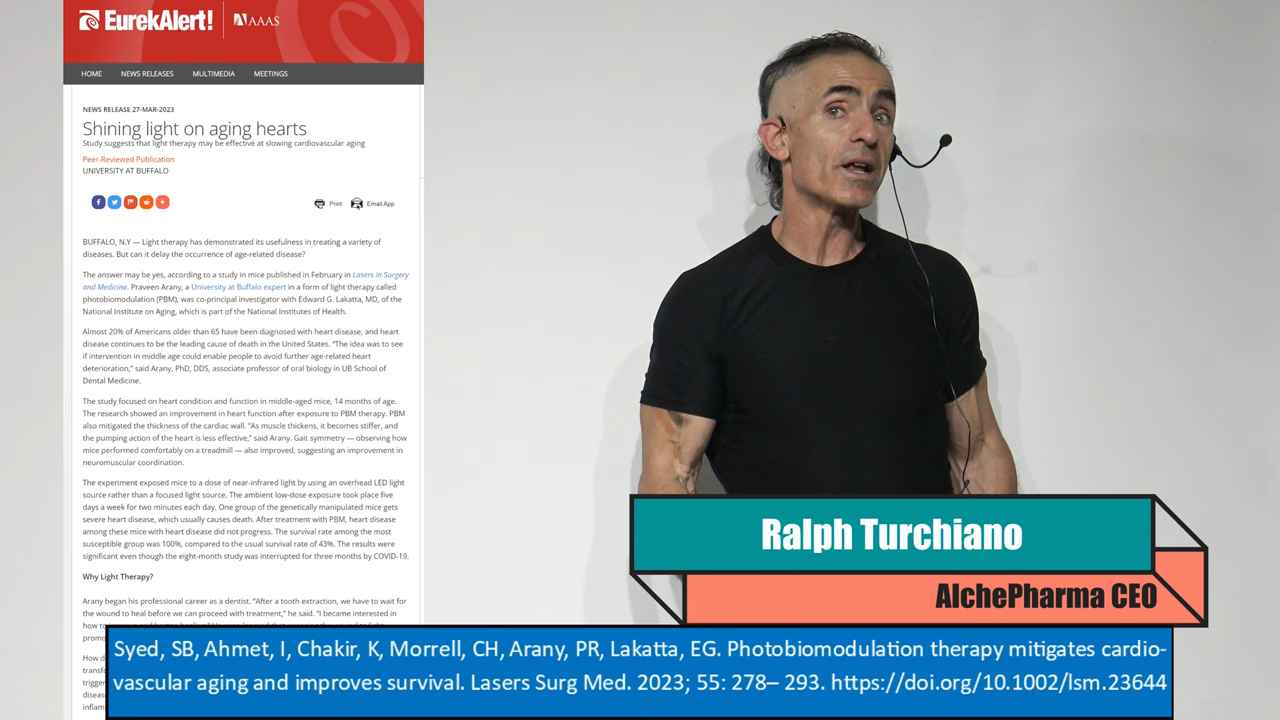 EurekAlert! AAAS
HOME NEWS RELEASES MULTIMEDIA MEETINGS
NEWS RELEASE 27-MAR-2023
Shining light on aging hearts
Study suggests that light therapy may be effective at slowing cardiovascular aging
Peer-Reviewed Publication
UNIVERSITY AT BUFFALO
Print Email App
BUFFALO, N.Y — Light therapy has demonstrated its usefulness in treating a variety of
diseases. But can it delay the occurrence of age-related disease?
The answer may be yes, according to a study in mice published in February in Lasers in Surgery
and Medicine. Praveen Arany, a University at Buffalo expert in a form of light therapy called
photobiomodulation (PBM), was co-principal investigator with Edward G. Lakatta, MD, of the
National Institute on Aging, which is part of the National Institutes of Health.
Almost 20% of Americans older than 65 have been diagnosed with heart disease, and heart
disease continues to be the leading cause of death in the United States. “The idea was to see
if intervention in middle age could enable people to avoid further age-related heart
deterioration,” said Arany, PhD, DDS, associate professor of oral biology in UB School of
Dental Medicine.
The study focused on heart condition and function in middle-aged mice, 14 months of age.
The research showed an improvement in heart function after exposure to PBM therapy. PBM
also mitigated the thickness of the cardiac wall. “As muscle thickens, it becomes stiffer, and
the pumping action of the heart is less effective,” said Arany. Gait symmetry — observing how
mice performed comfortably on a treadmill — also improved, suggesting an improvement in
neuromuscular coordination.
The experiment exposed mice to a dose of near-infrared light by using an overhead LED light
source rather than a focused light source. The ambient low-dose exposure took place five
days a week for two minutes each day. One group of the genetically manipulated mice gets
severe heart disease, which usually causes death. After treatment with PBM, heart disease
among these mice with heart disease did not progress. The survival rate among the most
susceptible group was 100%, compared to the usual survival rate of 43%. The results were
significant even though the eight-month study was interrupted for three months by COVID-19.
Why Light Therapy?
Arany began his professional career as a dentist. “After a tooth extraction, we have to wait for
the wound to heal before we can proceed with treatment,” he said. “I became interested in
how to
promo
How d
transfo
trigger
diseas
inflam
Ralph Turchiano
AlchePharma CEO
Syed, SB, Ahmet, I, Chakir, K, Morrell, CH, Arany, PR, Lakatta, EG. Photobiomodulation therapy mitigates cardio-
vascular aging and improves survival. Lasers Surg Med. 2023; 55: 278– 293. https://doi.org/10.1002/lsm.23644